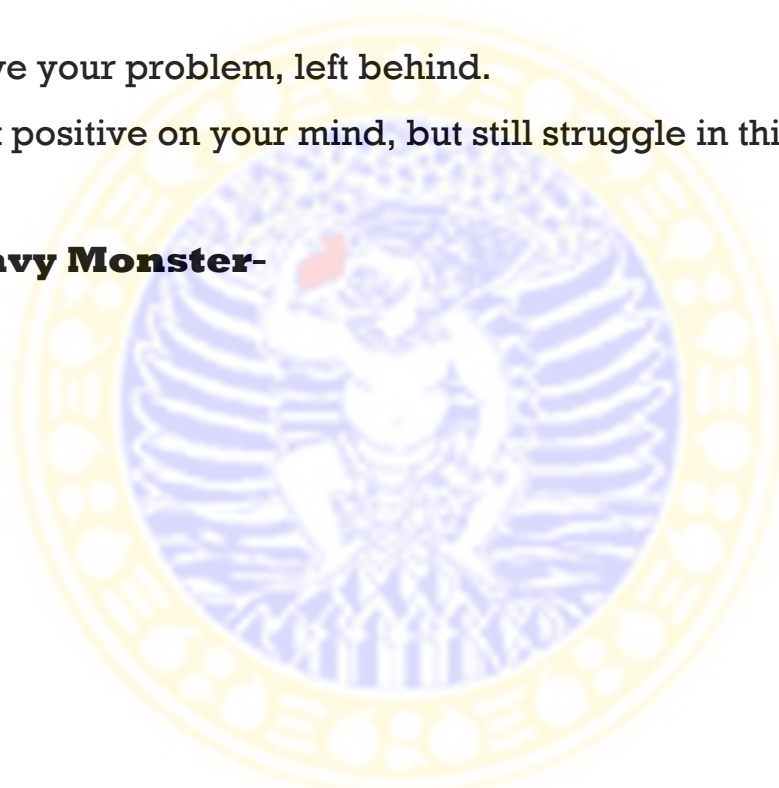 ve your problem, left behind.
t positive on your mind, but still struggle in thi
avy Monster-